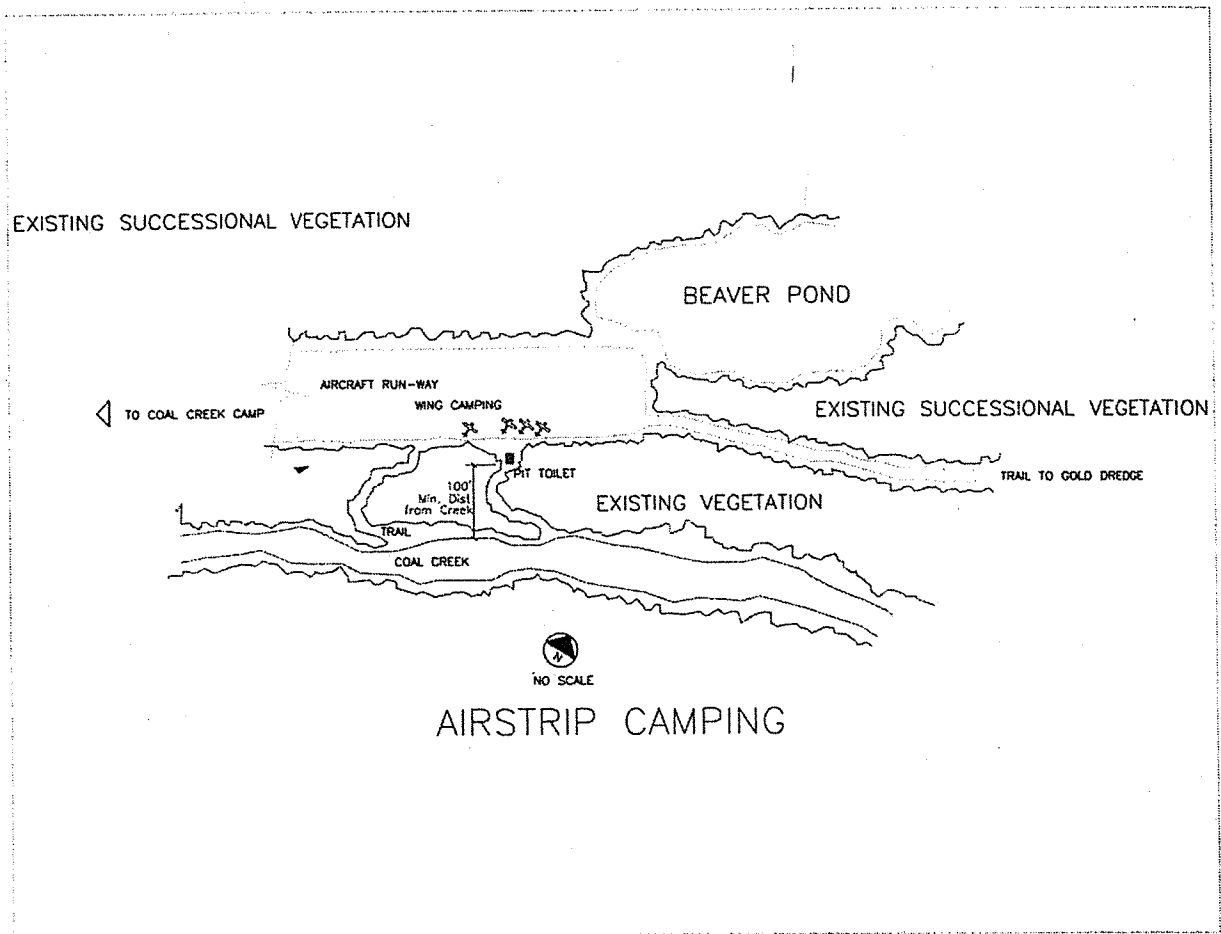 EXISTING SUCCESSIONAL VEGETATION
BEAVER POND
AIRCRAFT RUN-WAY
WING CAMPING
TO COAL CREEK CAMP
EXISTING SUCCESSIONAL VEGETATION
PIT TOILET
TRAIL TO GOLD DREDGE
100'
Min. Dist
from Creek
EXISTING VEGETATION
TRAIL
COAL CREEK
N
NO SCALE
AIRSTRIP CAMPING